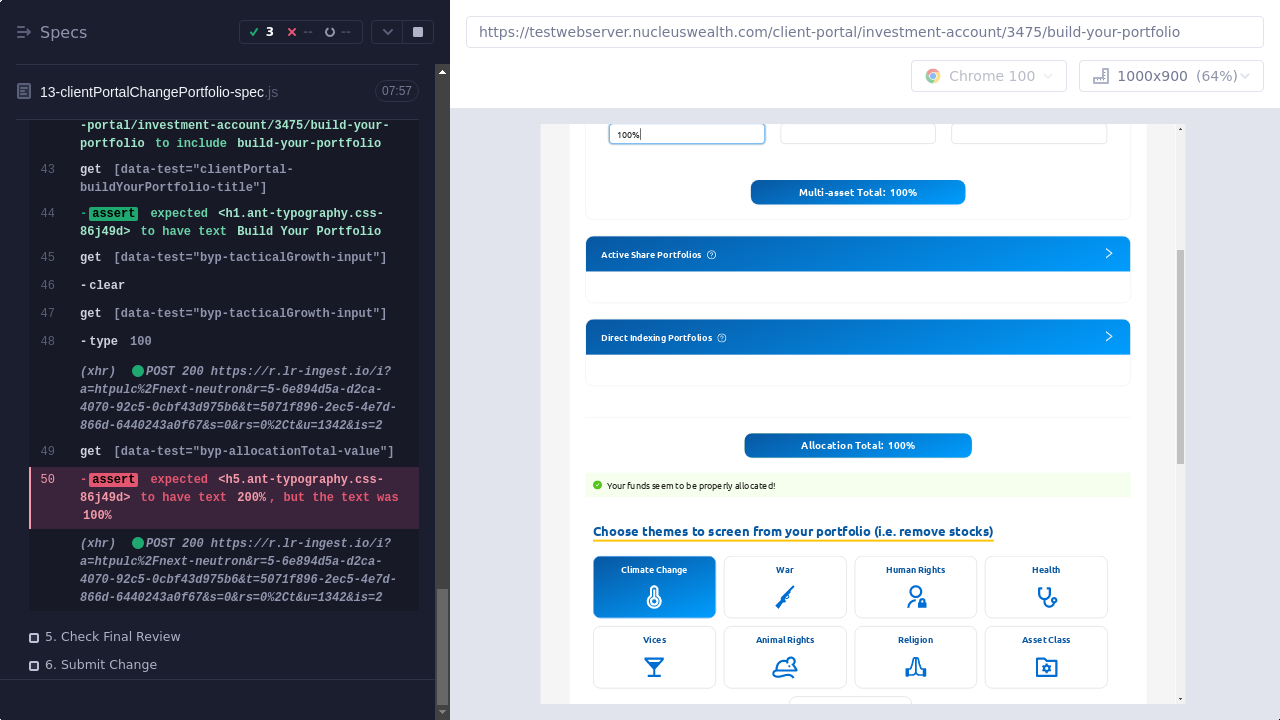 Specs
3
--
--
https://testwebserver.nucleuswealth.com/client-portal/investment-account/3475/build-your-portfolio
Chrome 100
1000x900 (64%)
13-clientPortalChangePortfolio-spec.js
07:57
-portal/investment-account/3475/build-your-
portfolio to include build-your-portfolio
43 get [data-test="clientPortal-
buildYourPortfolio-title"]
44 -assert expected <h1.ant-typography.css-
86j49d> to have text Build Your Portfolio
45 get [data-test="byp-tacticalGrowth-input"]
46 -clear
47 get [data-test="byp-tacticalGrowth-input"]
48 -type 100
(xhr) POST 200 https://r.lr-ingest.io/i?
a=htpulc%2Fnext-neutron&r=5-6e894d5a-d2ca-
4070-92c5-0cbf43d975b6&t=5071f896-2ec5-4e7d-
866d-6440243a0f67&s=0&rs=0%2Ct&u=1342&is=2
49 get [data-test="byp-allocationTotal-value"]
50 -assert expected <h5.ant-typography.css-
86j49d> to have text 200%, but the text was
100%
(xhr) POST 200 https://r.lr-ingest.io/i?
a=htpulc%2Fnext-neutron&r=5-6e894d5a-d2ca-
4070-92c5-0cbf43d975b6&t=5071f896-2ec5-4e7d-
866d-6440243a0f67&s=0&rs=0%2Ct&u=1342&is=2
5. Check Final Review
6. Submit Change
100%
Multi-asset Total: 100%
Active Share Portfolios
Direct Indexing Portfolios
Allocation Total: 100%
Your funds seem to be properly allocated!
Choose themes to screen from your portfolio (i.e. remove stocks)
Climate Change
War
Human Rights
Health
Vices
Animal Rights
Religion
Asset Class